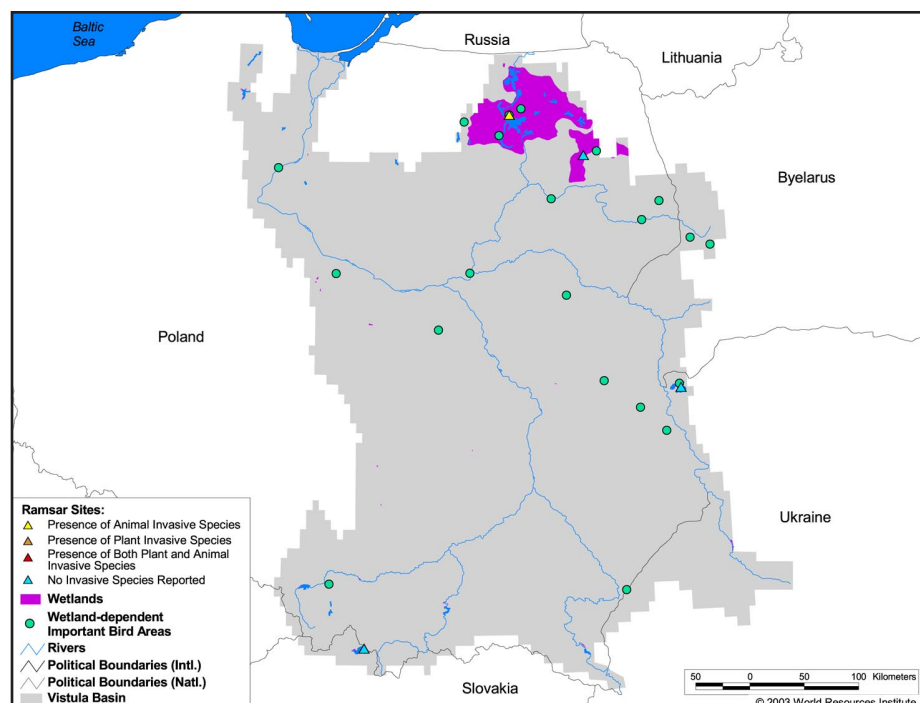 Baltic
Sea
Russia
Lithuania
Byelarus
Poland
Ukraine
Slovakia
Ramsar Sites:
Presence of Animal Invasive Species
Presence of Plant Invasive Species
Presence of Both Plant and Animal
Invasive Species
No Invasive Species Reported
Wetlands
Wetland-dependent
Important Bird Areas
Rivers
Political Boundaries (Intl.)
Political Boundaries (Natl.)
Vistula Basin
50 0 50 100 Kilometers
© 2003 World Resources Institute